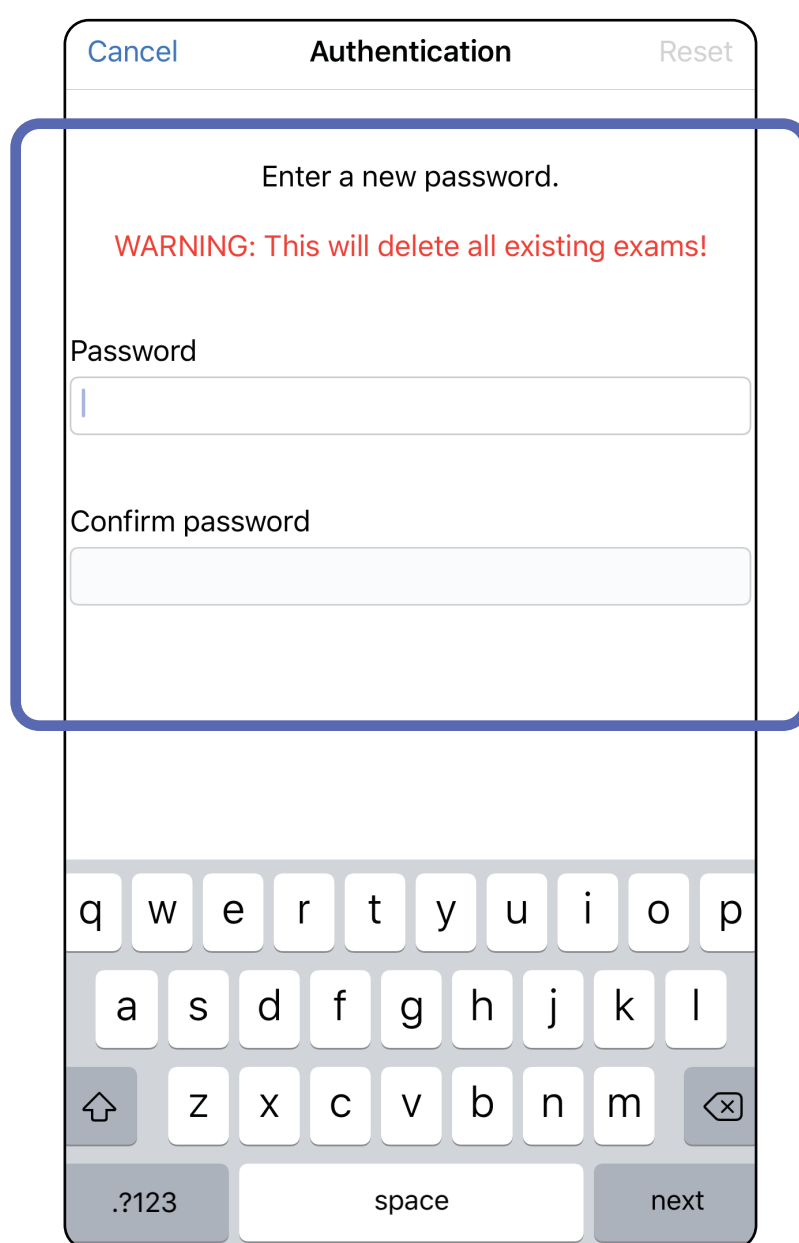 Cancel Authentication Reset
Enter a new password.
WARNING: This will delete all existing exams!
Password
Confirm password
q w e r t y u i o p
a s d f g h j k l
z x c v b n m
.?123 space next